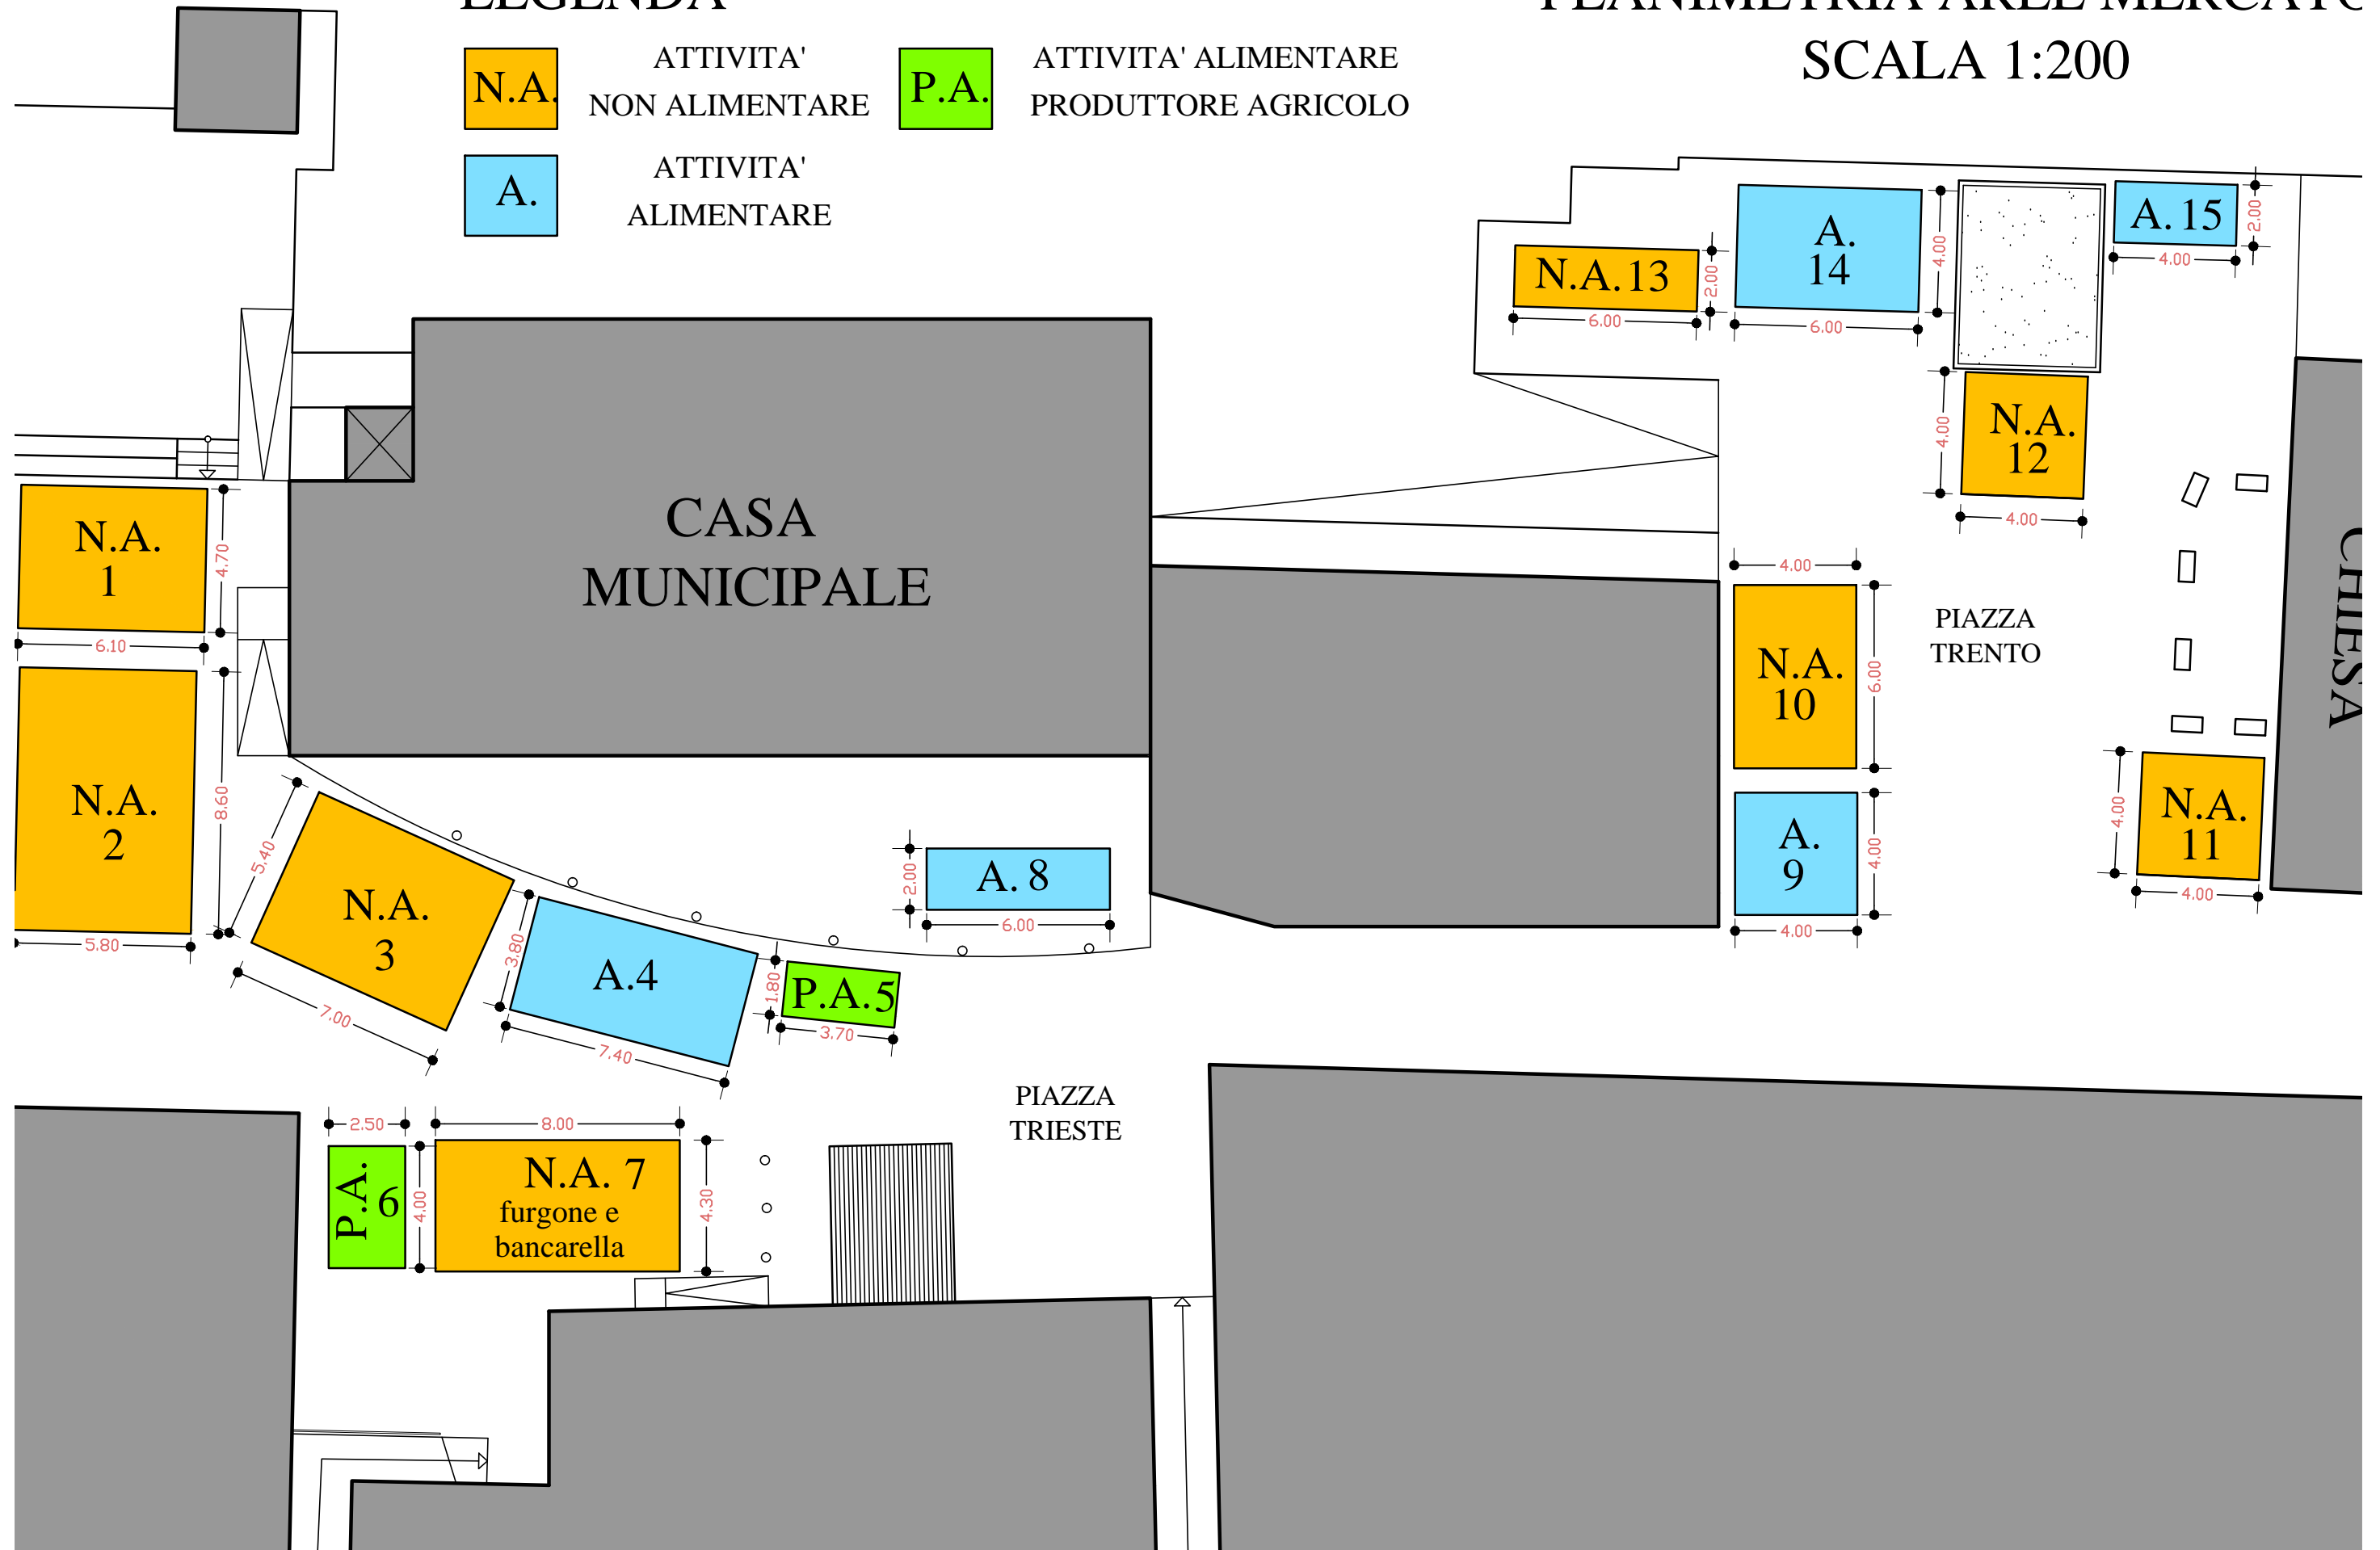 LEGENDA
PLANIMETRIA AREE MERCATO
SCALA 1:200
N.A.
ATTIVITA'
NON ALIMENTARE
P.A.
ATTIVITA' ALIMENTARE
PRODUTTORE AGRICOLO
A.
ATTIVITA'
ALIMENTARE
N.A. 13
2.00
6.00
A.
14
4.00
6.00
A. 15
2.00
4.00
N.A.
12
4.00
4.00
CASA
MUNICIPALE
CHIESA
N.A.
1
4.70
6.10
N.A.
2
8.60
5.80
N.A.
3
5.40
7.00
A.4
3.80
7.40
P.A.5
1.80
3.70
A. 8
2.00
6.00
4.00
N.A.
10
6.00
PIAZZA
TRENTO
A.
9
4.00
4.00
N.A.
11
4.00
4.00
PIAZZA
TRIESTE
2.50
P.A.
6
4.00
8.00
N.A. 7
furgone e
bancarella
4.30